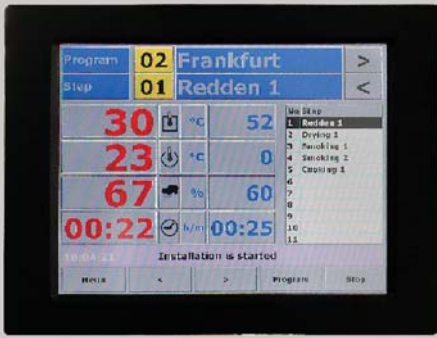 Program 02 Frankfurt >
Step 01 Redden 1 <
30 °C 52
23 °C 0
67 % 60
00:22 h/m 00:25
No Step
1 Redden 1
2 Drying 1
3 Smoking 1
4 Smoking 2
5 Cooking 1
6
7
8
9
10
11
Installation is started
Menu < > Program Stop